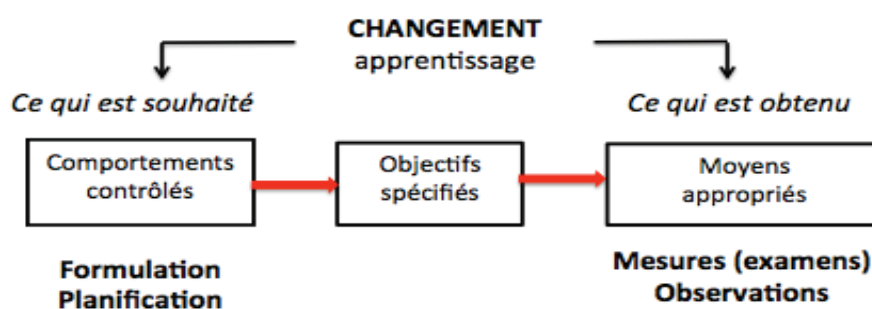 CHANGEMENT
apprentissage
Ce qui est souhaité
Ce qui est obtenu
Comportements
contrôlés
Objectifs
spécifiés
Moyens
appropriés
Formulation
Planification
Mesures (examens)
Observations